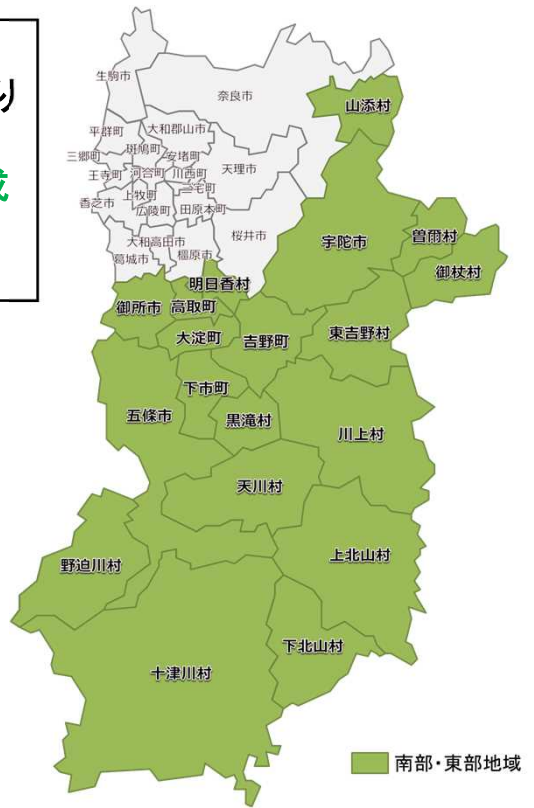 り
成
生駒市
奈良市
山添村
平群町
大和郡山市
斑鳩町
三郷町
安堵町
天理市
王寺町
河合町
川西町
三宅町
上牧町
香芝市
広陵町
田原本町
桜井市
宇陀市
曽爾村
大和高田市
橿原市
葛城市
御杖村
明日香村
御所市
高取町
大淀町
吉野町
東吉野村
下市町
五條市
黒滝村
川上村
天川村
野迫川村
上北山村
下北山村
十津川村
南部・東部地域